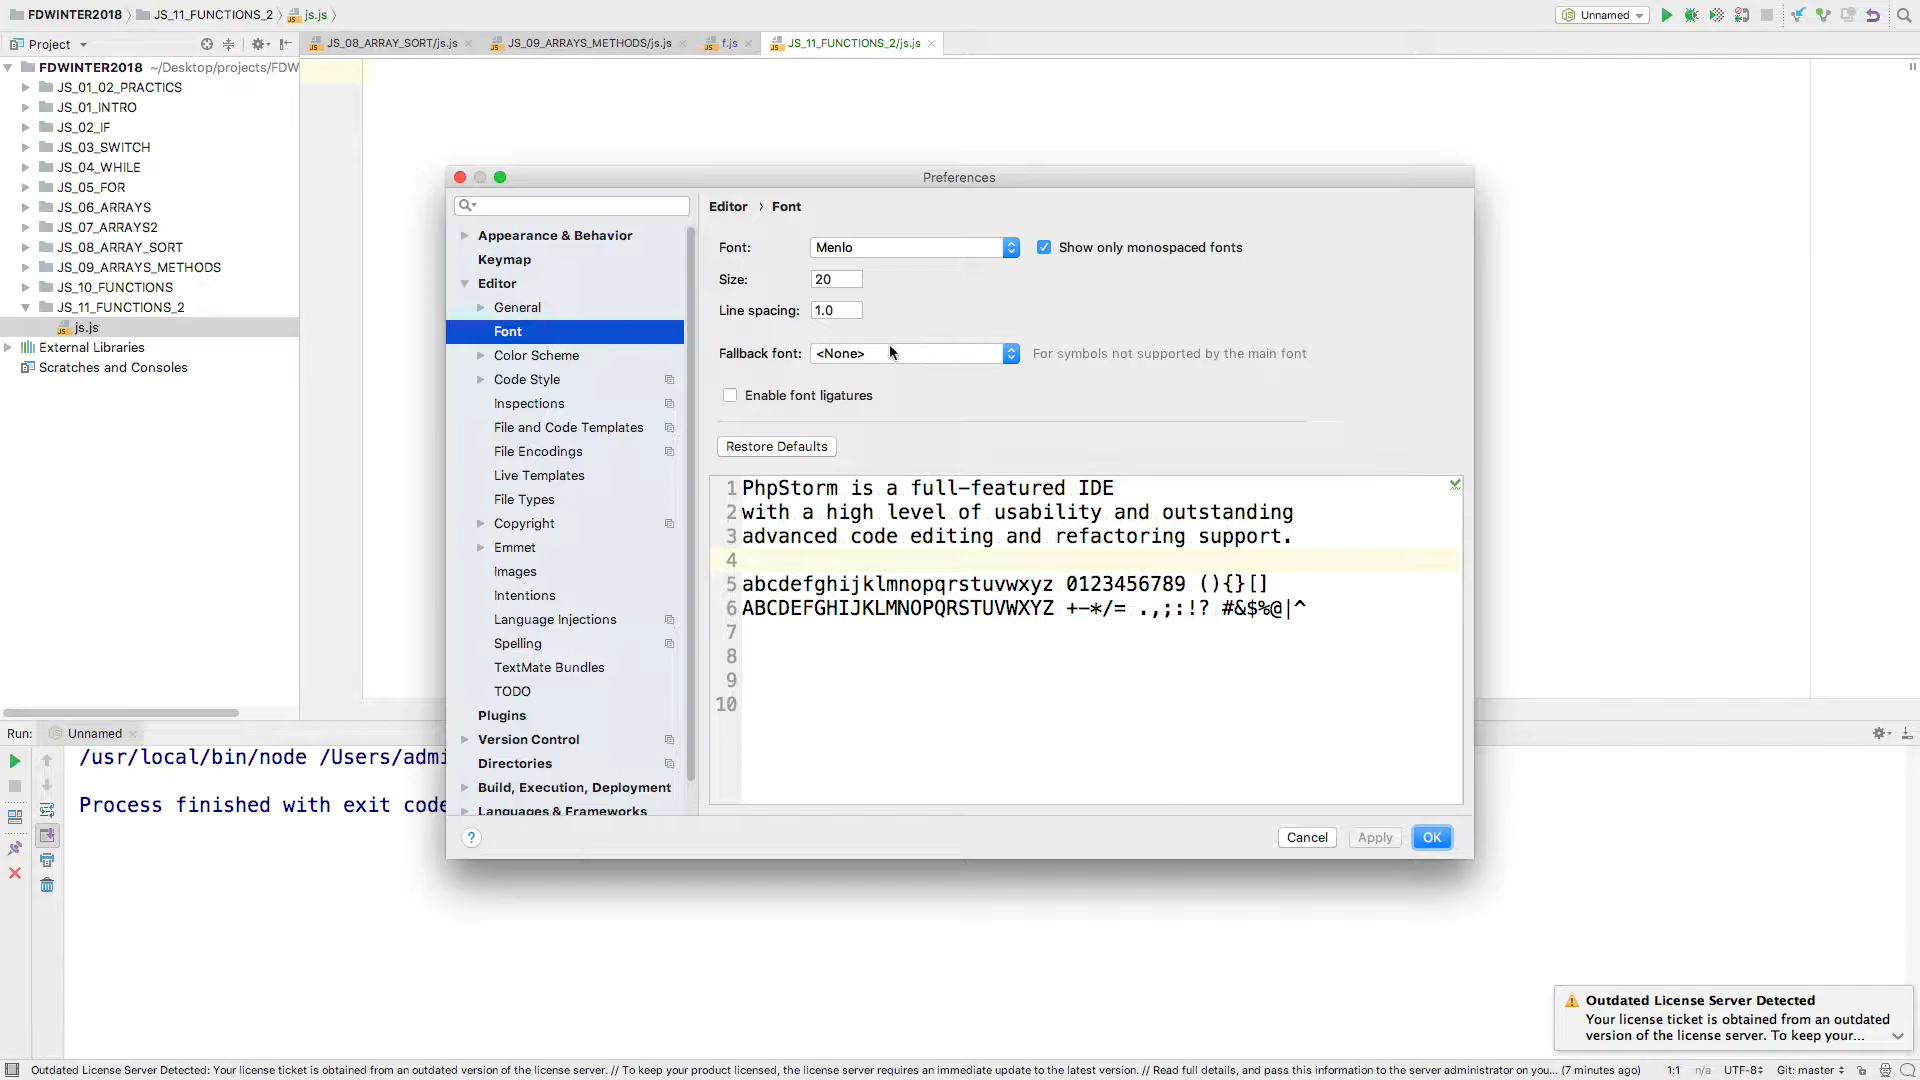 FDWINTER2018
JS_11_FUNCTIONS_2
js.js
Unnamed
Project
JS_08_ARRAY_SORT/js.js
JS_09_ARRAYS_METHODS/js.js
f.js
JS_11_FUNCTIONS_2/js.js
FDWINTER2018 ~/Desktop/projects/FDW
JS_01_02_PRACTICS
JS_01_INTRO
JS_02_IF
JS_03_SWITCH
JS_04_WHILE
JS_05_FOR
JS_06_ARRAYS
JS_07_ARRAYS2
JS_08_ARRAY_SORT
JS_09_ARRAYS_METHODS
JS_10_FUNCTIONS
JS_11_FUNCTIONS_2
js.js
External Libraries
Scratches and Consoles
Preferences
Appearance & Behavior
Keymap
Editor
General
Font
Color Scheme
Code Style
Inspections
File and Code Templates
File Encodings
Live Templates
File Types
Copyright
Emmet
Images
Intentions
Language Injections
Spelling
TextMate Bundles
TODO
Plugins
Version Control
Directories
Build, Execution, Deployment
Languages & Frameworks
Editor › Font
Font: Menlo Show only monospaced fonts
Size: 20
Line spacing: 1.0
Fallback font: <None> For symbols not supported by the main font
Enable font ligatures
Restore Defaults
1 PhpStorm is a full-featured IDE
2 with a high level of usability and outstanding
3 advanced code editing and refactoring support.
4
5 abcdefghijklmnopqrstuvwxyz 0123456789 (){}[]
6 ABCDEFGHIJKLMNOPQRSTUVWXYZ +-*/= .,;:!? #&$%@|^
7
8
9
10
? Cancel Apply OK
Run: Unnamed
/usr/local/bin/node /Users/admi
Process finished with exit code
Outdated License Server Detected
Your license ticket is obtained from an outdated
version of the license server. To keep your...
Outdated License Server Detected: Your license ticket is obtained from an outdated version of the license server. // To keep your product licensed, the license server requires an immediate update to the latest version. // Read full details, and pass this information to the server administrator on you... (7 minutes ago) 1:1 n/a UTF-8 Git: master